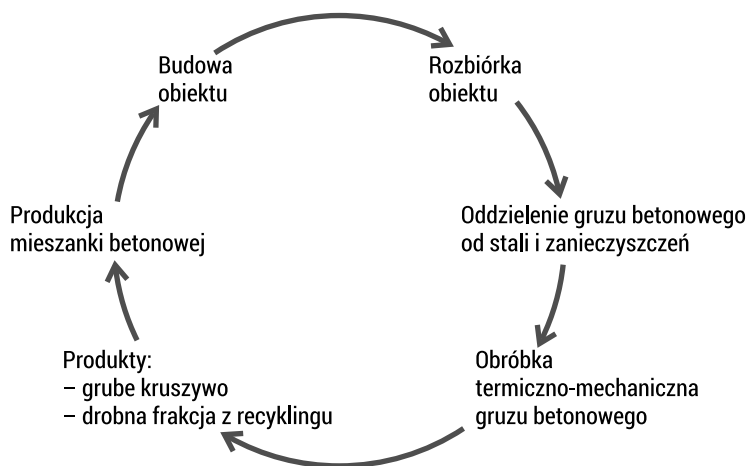 Budowa
obiektu
Rozbiórka
obiektu
Oddzielenie gruzu betonowego
od stali i zanieczyszczeń
Obróbka
termiczno-mechaniczna
gruzu betonowego
Produkty:
– grube kruszywo
– drobna frakcja z recyklingu
Produkcja
mieszanki betonowej